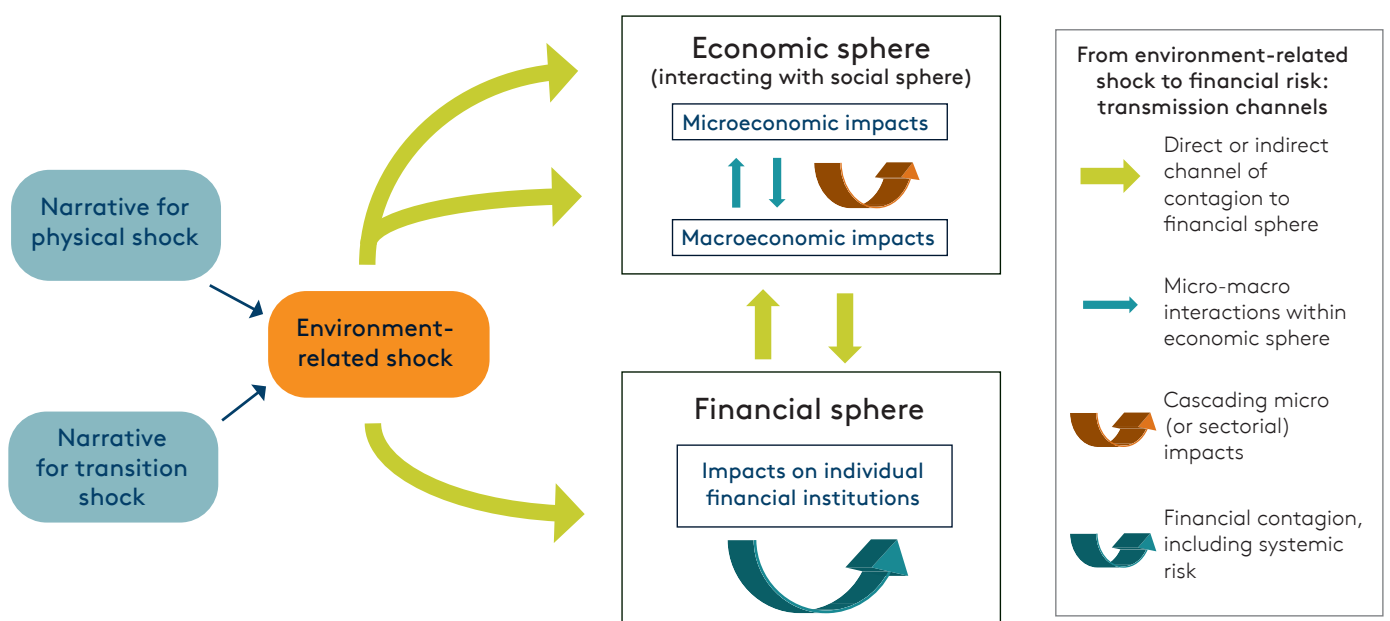 Narrative for
physical shock
Narrative
for transition
shock
Environment-
related shock
Economic sphere
(interacting with social sphere)
Microeconomic impacts
Macroeconomic impacts
Financial sphere
Impacts on individual
financial institutions
From environment-related
shock to financial risk:
transmission channels
Direct or indirect
channel of
contagion to
financial sphere
Micro-macro
interactions within
economic sphere
Cascading micro
(or sectorial)
impacts
Financial contagion,
including systemic
risk